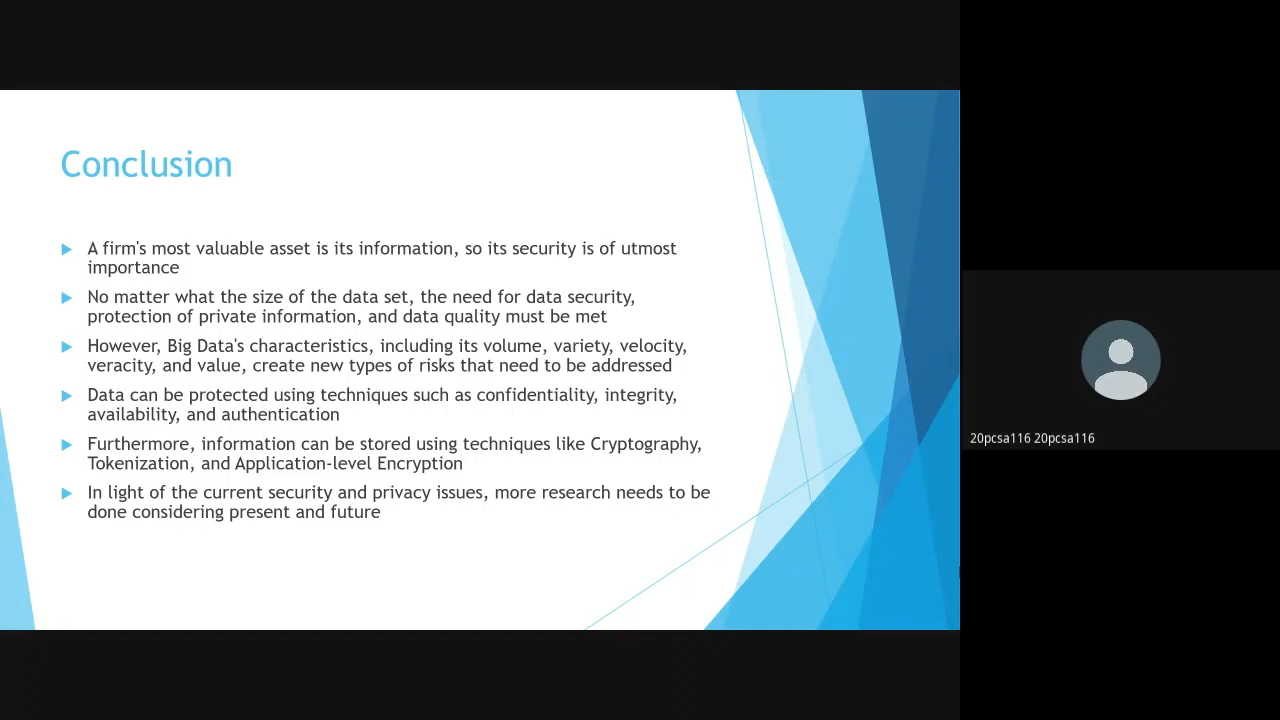 Conclusion
A firm's most valuable asset is its information, so its security is of utmost
importance
No matter what the size of the data set, the need for data security,
protection of private information, and data quality must be met
However, Big Data's characteristics, including its volume, variety, velocity,
veracity, and value, create new types of risks that need to be addressed
Data can be protected using techniques such as confidentiality, integrity,
availability, and authentication
Furthermore, information can be stored using techniques like Cryptography,
Tokenization, and Application-level Encryption
In light of the current security and privacy issues, more research needs to be
done considering present and future
20pcsa116 20pcsa116